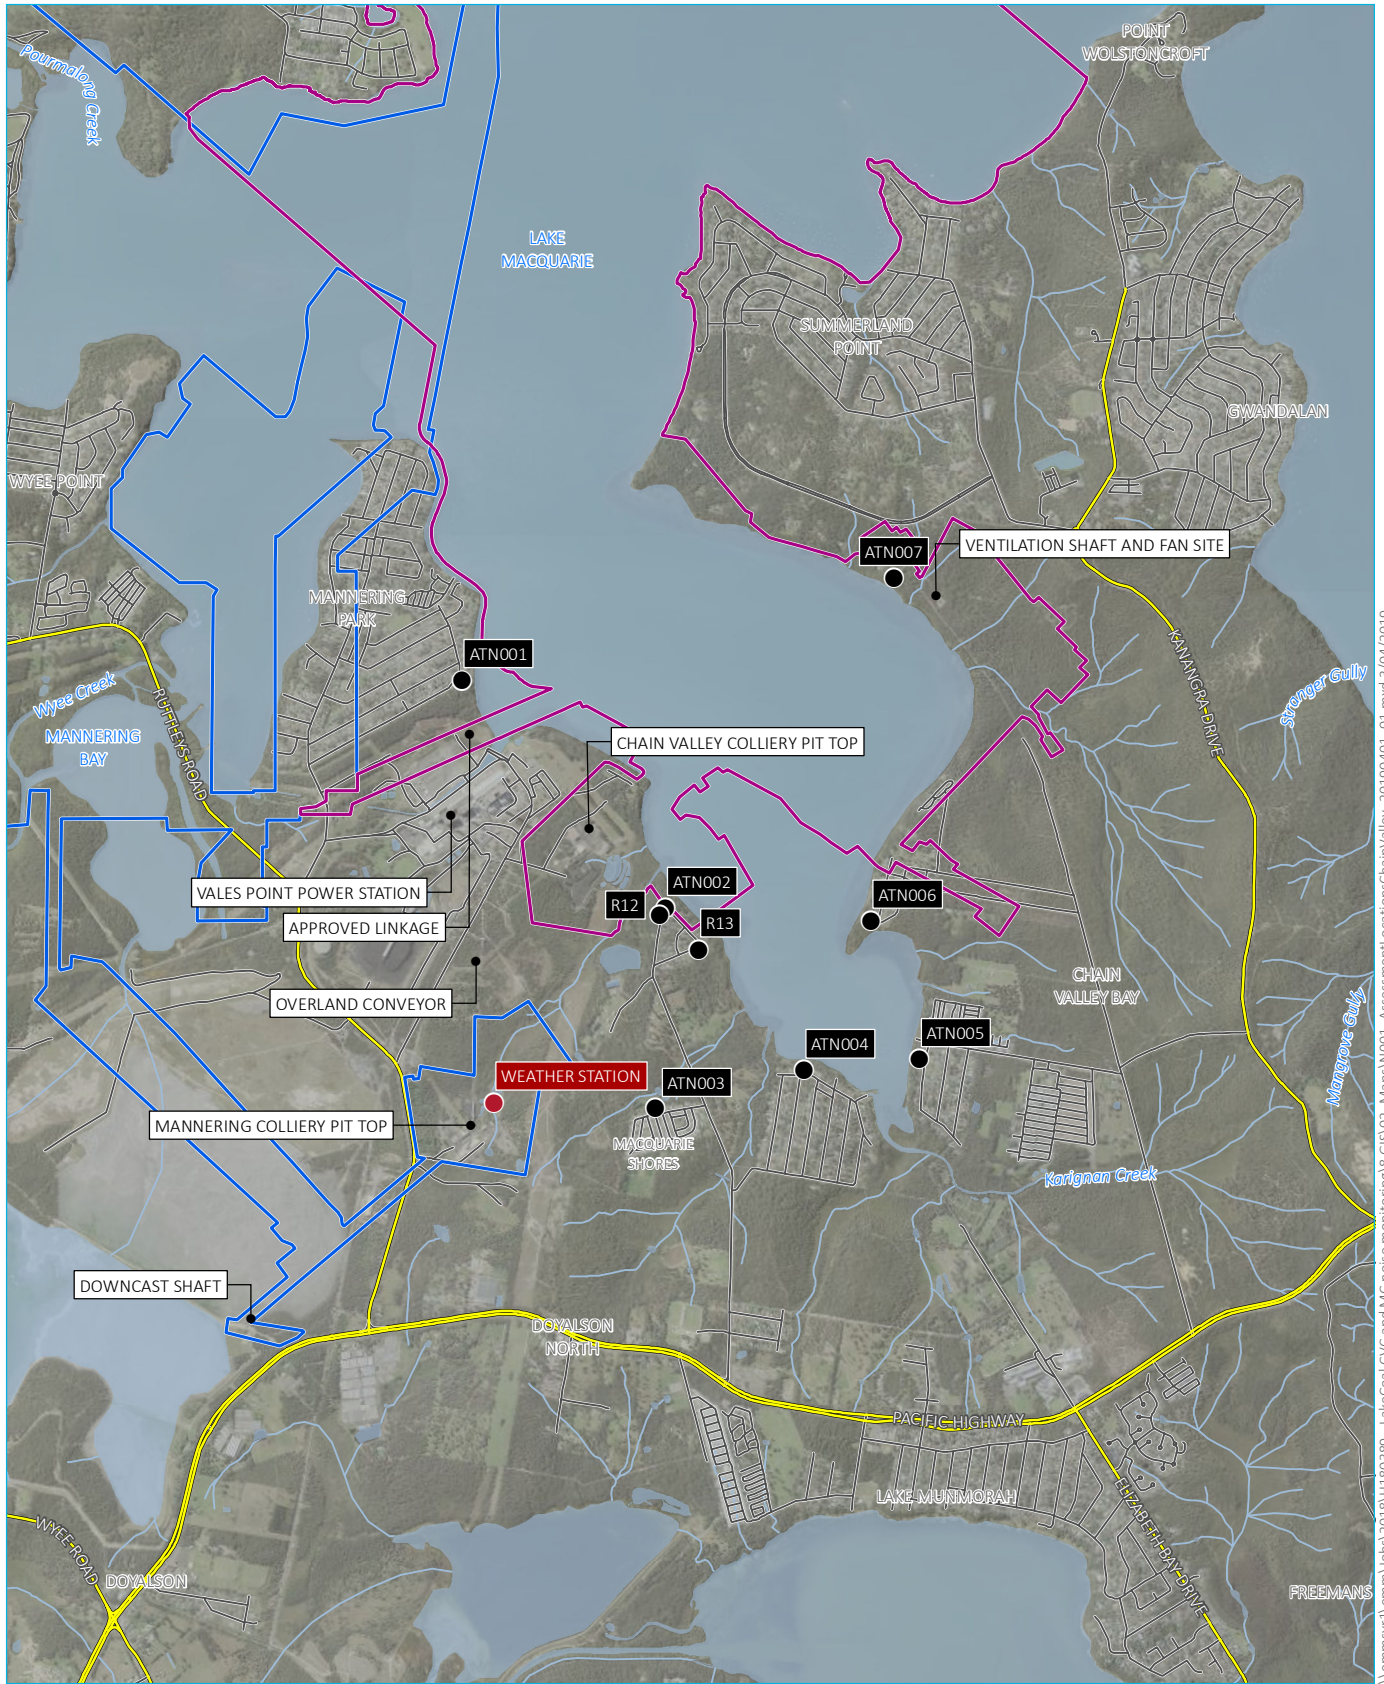 POINT
WOLSTONCROFT
Pourmalong Creek
LAKE
MACQUARIE
SUMMERLAND
POINT
GWANDALAN
WYEE POINT
ATN007
VENTILATION SHAFT AND FAN SITE
MANNERING
PARK
ATN001
KANANGRA DRIVE
Stranger Gully
Wyee Creek
RUTTLEYS ROAD
MANNERING
BAY
CHAIN VALLEY COLLIERY PIT TOP
VALES POINT POWER STATION
ATN002
R12
ATN006
R13
APPROVED LINKAGE
CHAIN
VALLEY BAY
OVERLAND CONVEYOR
ATN004
ATN005
Mangrove Gully
WEATHER STATION
ATN003
MANNERING COLLIERY PIT TOP
MACQUARIE
SHORES
Karignan Creek
DOWNCAST SHAFT
DOYALSON
NORTH
PACIFIC HIGHWAY
LAKE MUNMORAH
ELIZABETH BAY DRIVE
WYEE ROAD
DOYALSON
FREEMANS